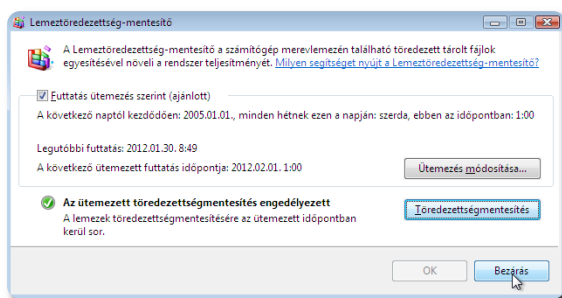 Lemeztöredezettség-mentesítő
A Lemeztöredezettség-mentesítő a számítógép merevlemezén található töredezett tárolt fájlok
egyesítésével növeli a rendszer teljesítményét. Milyen segítséget nyújt a Lemeztöredezettség-mentesítő?
Futtatás ütemezés szerint (ajánlott)
A következő naptól kezdődően: 2005.01.01., minden hétnek ezen a napján: szerda, ebben az időpontban: 1:00
Legutóbbi futtatás: 2012.01.30. 8:49
A következő ütemezett futtatás időpontja: 2012.02.01. 1:00
Ütemezés módosítása...
Az ütemezett töredezettségmentesítés engedélyezett
A lemezek töredezettségmentesítésére az ütemezett időpontban
kerül sor.
Töredezettségmentesítés
OK
Bezárás